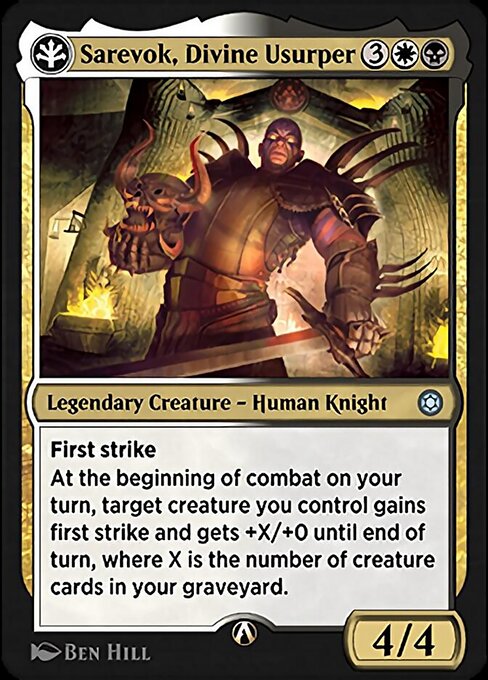 Sarevok, Divine Usurper 3
Legendary Creature – Human Knight
First strike
At the beginning of combat on your
turn, target creature you control gains
first strike and gets +X/+0 until end of
turn, where X is the number of creature
cards in your graveyard.
4/4
Ben Hill